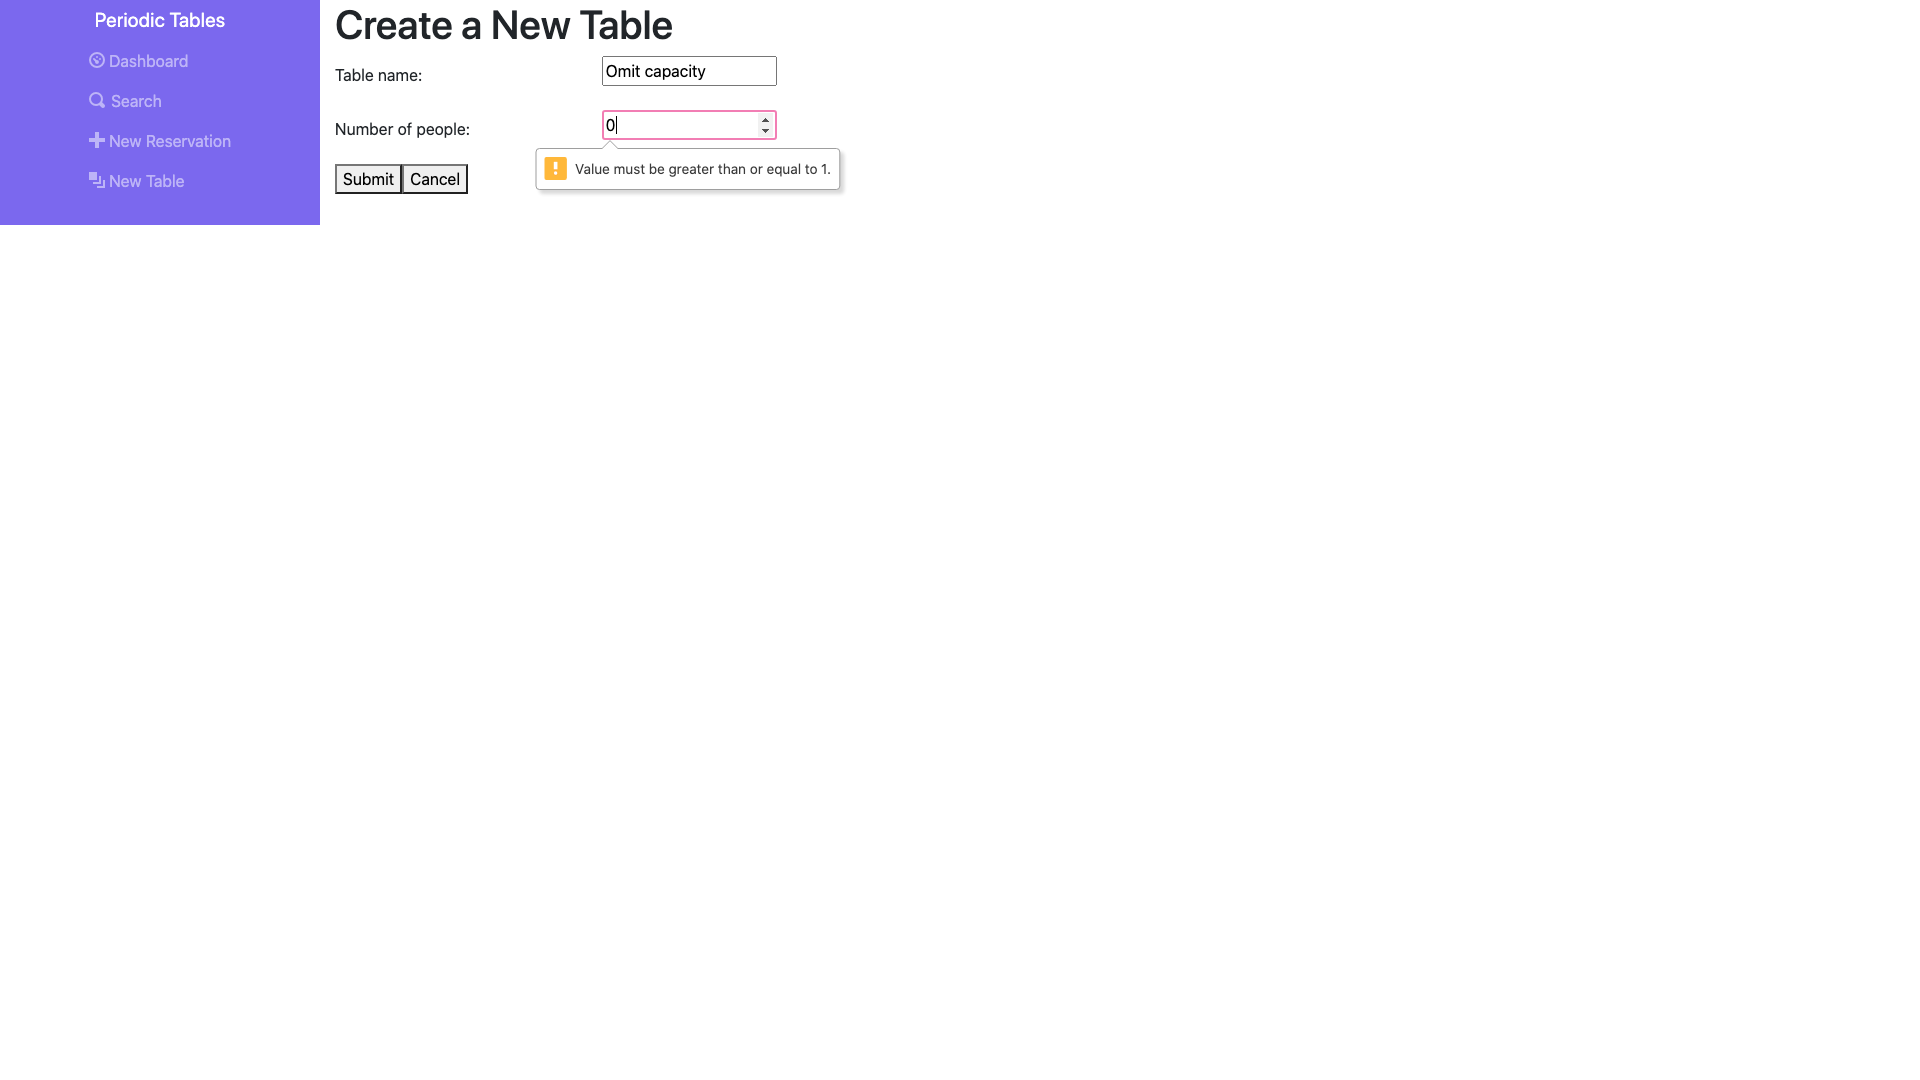 Periodic Tables
Dashboard
Search
New Reservation
New Table
Create a New Table
Table name:
Omit capacity
Number of people:
0
Value must be greater than or equal to 1.
Submit
Cancel